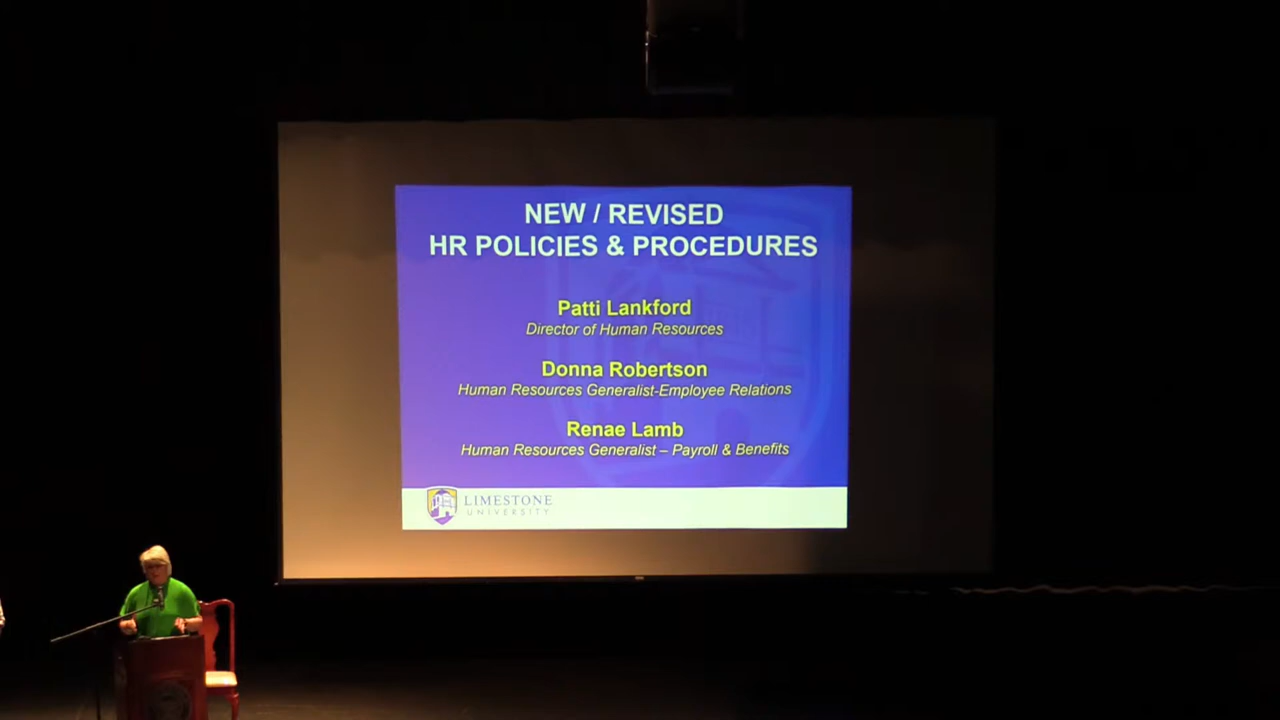 NEW / REVISED
HR POLICIES & PROCEDURES
Patti Lankford
Director of Human Resources
Donna Robertson
Human Resources Generalist-Employee Relations
Renae Lamb
Human Resources Generalist – Payroll & Benefits
LIMESTONE
UNIVERSITY